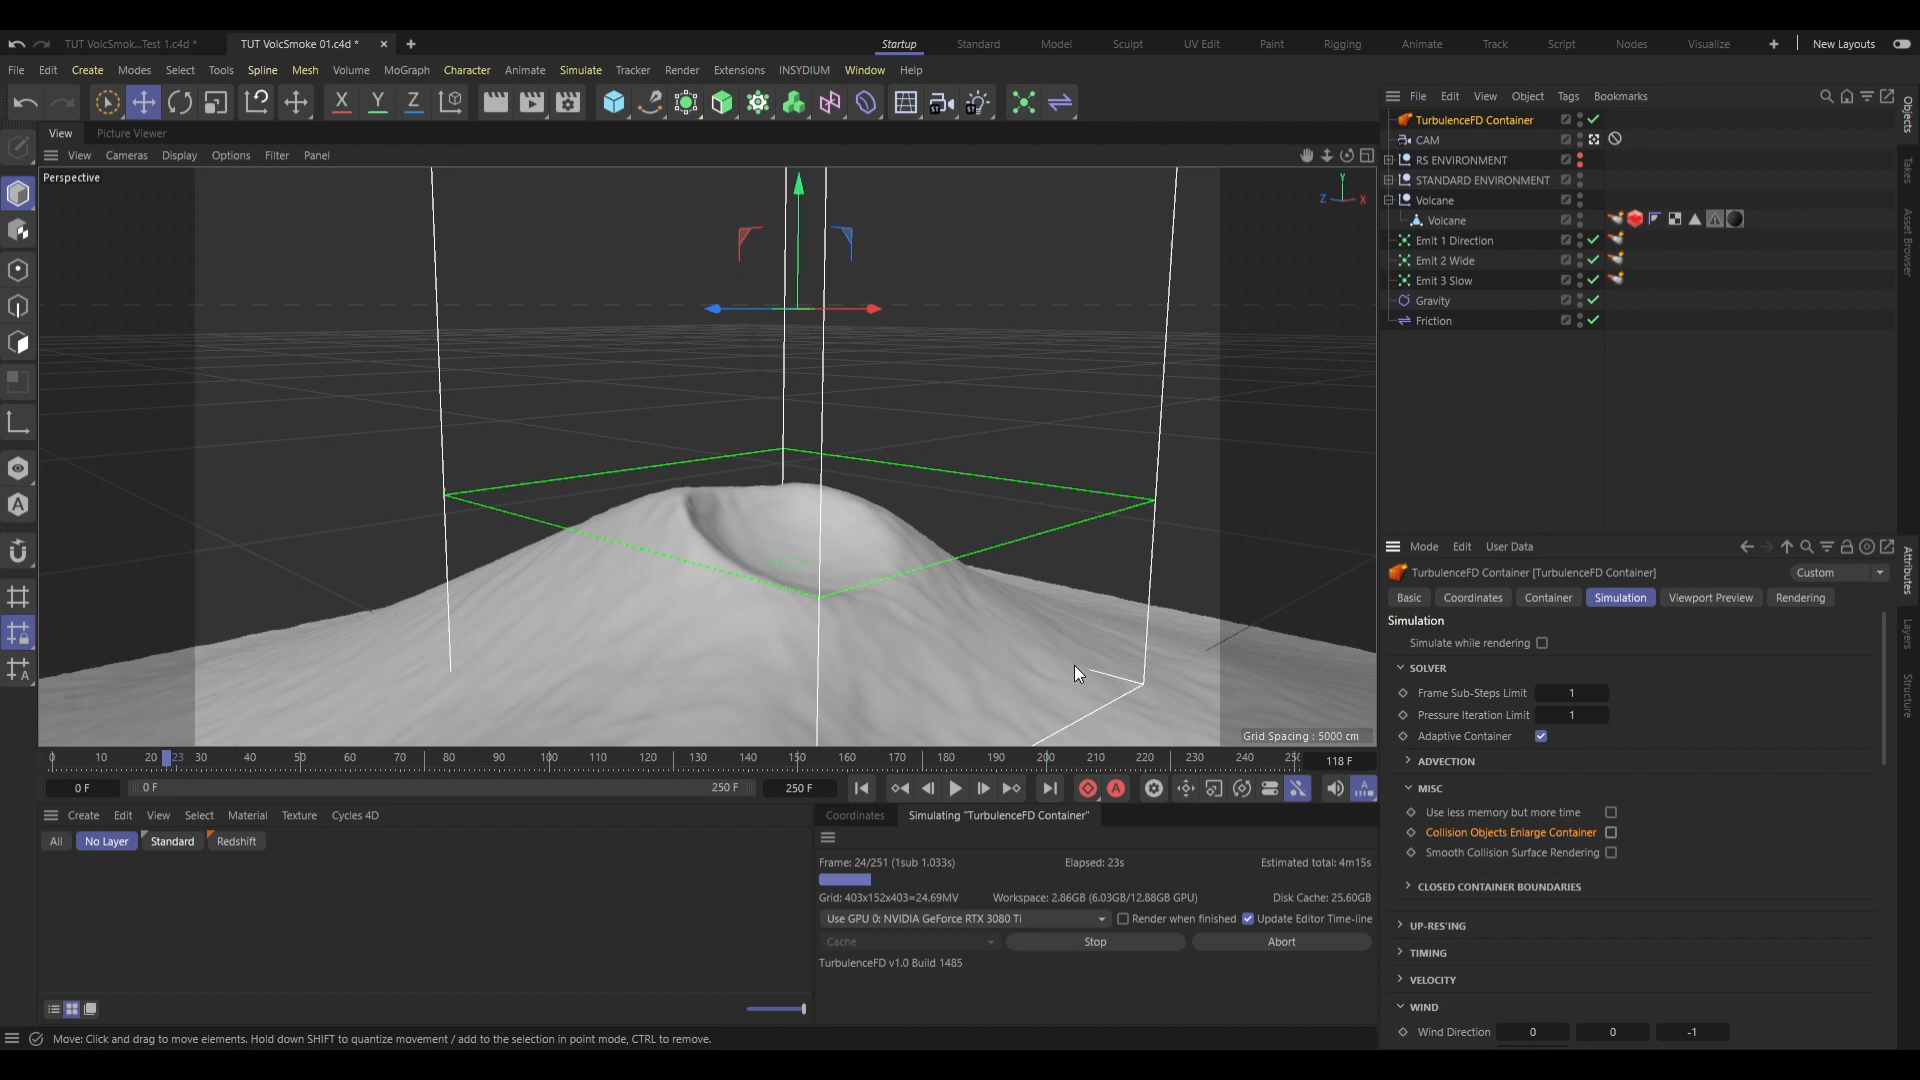 TUT VolcSmok...Test 1.c4d *
TUT VolcSmoke 01.c4d *
Startup Standard Model Sculpt UV Edit Paint Rigging Animate Track Script Nodes Visualize New Layouts
File Edit Create Modes Select Tools Spline Mesh Volume MoGraph Character Animate Simulate Tracker Render Extensions INSYDIUM Window Help
X Y Z
File Edit View Object Tags Bookmarks
View Picture Viewer
View Cameras Display Options Filter Panel
Perspective
Y
Z X
TurbulenceFD Container
CAM
RS ENVIRONMENT
STANDARD ENVIRONMENT
Volcane
Volcane
Emit 1 Direction
Emit 2 Wide
Emit 3 Slow
Gravity
Friction
Objects
Takes
Asset Browser
Attributes
Layers
Structure
Mode Edit User Data
TurbulenceFD Container [TurbulenceFD Container]
Custom
Basic Coordinates Container Simulation Viewport Preview Rendering
Simulation
Simulate while rendering
SOLVER
Frame Sub-Steps Limit 1
Pressure Iteration Limit 1
Adaptive Container
ADVECTION
MISC
Use less memory but more time
Collision Objects Enlarge Container
Smooth Collision Surface Rendering
CLOSED CONTAINER BOUNDARIES
UP-RES'ING
TIMING
VELOCITY
WIND
Wind Direction 0 0 -1
Grid Spacing : 5000 cm
0 10 20 23 30 40 50 60 70 80 90 100 110 120 130 140 150 160 170 180 190 200 210 220 230 240 25 118 F
0 F 0 F 250 F 250 F
Create Edit View Select Material Texture Cycles 4D
All No Layer Standard Redshift
Coordinates Simulating "TurbulenceFD Container"
Frame: 24/251 (1sub 1.033s) Elapsed: 23s Estimated total: 4m15s
Grid: 403x152x403=24.69MV Workspace: 2.86GB (6.03GB/12.88GB GPU) Disk Cache: 25.60GB
Use GPU 0: NVIDIA GeForce RTX 3080 Ti Render when finished Update Editor Time-line
Cache Stop Abort
TurbulenceFD v1.0 Build 1485
Move: Click and drag to move elements. Hold down SHIFT to quantize movement / add to the selection in point mode, CTRL to remove.